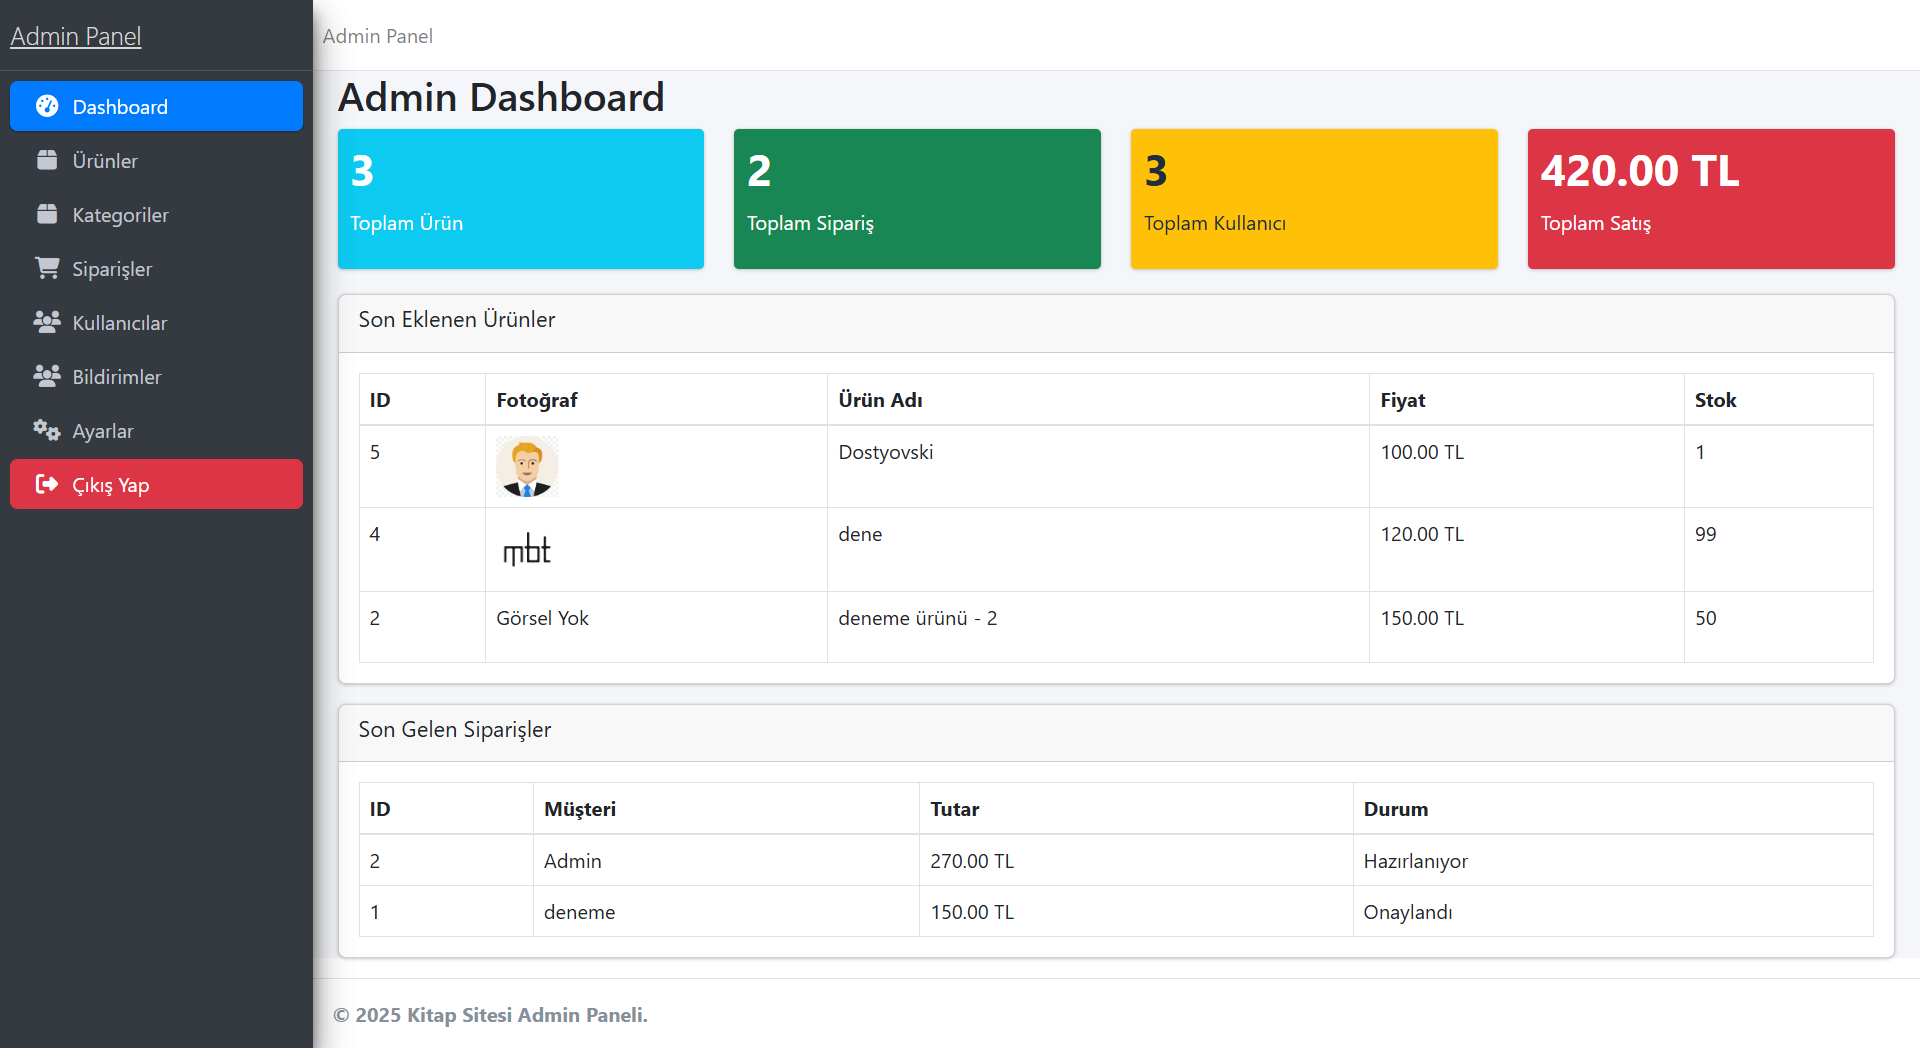 Admin Panel
Admin Panel
Dashboard
Ürünler
Kategoriler
Siparişler
Kullanıcılar
Bildirimler
Ayarlar
Çıkış Yap
Admin Dashboard
3
Toplam Ürün
2
Toplam Sipariş
3
Toplam Kullanıcı
420.00 TL
Toplam Satış
Son Eklenen Ürünler
ID Fotoğraf Ürün Adı Fiyat Stok
5 Dostyovski 100.00 TL 1
4 mbt dene 120.00 TL 99
2 Görsel Yok deneme ürünü - 2 150.00 TL 50
Son Gelen Siparişler
ID Müşteri Tutar Durum
2 Admin 270.00 TL Hazırlanıyor
1 deneme 150.00 TL Onaylandı
© 2025 Kitap Sitesi Admin Paneli.